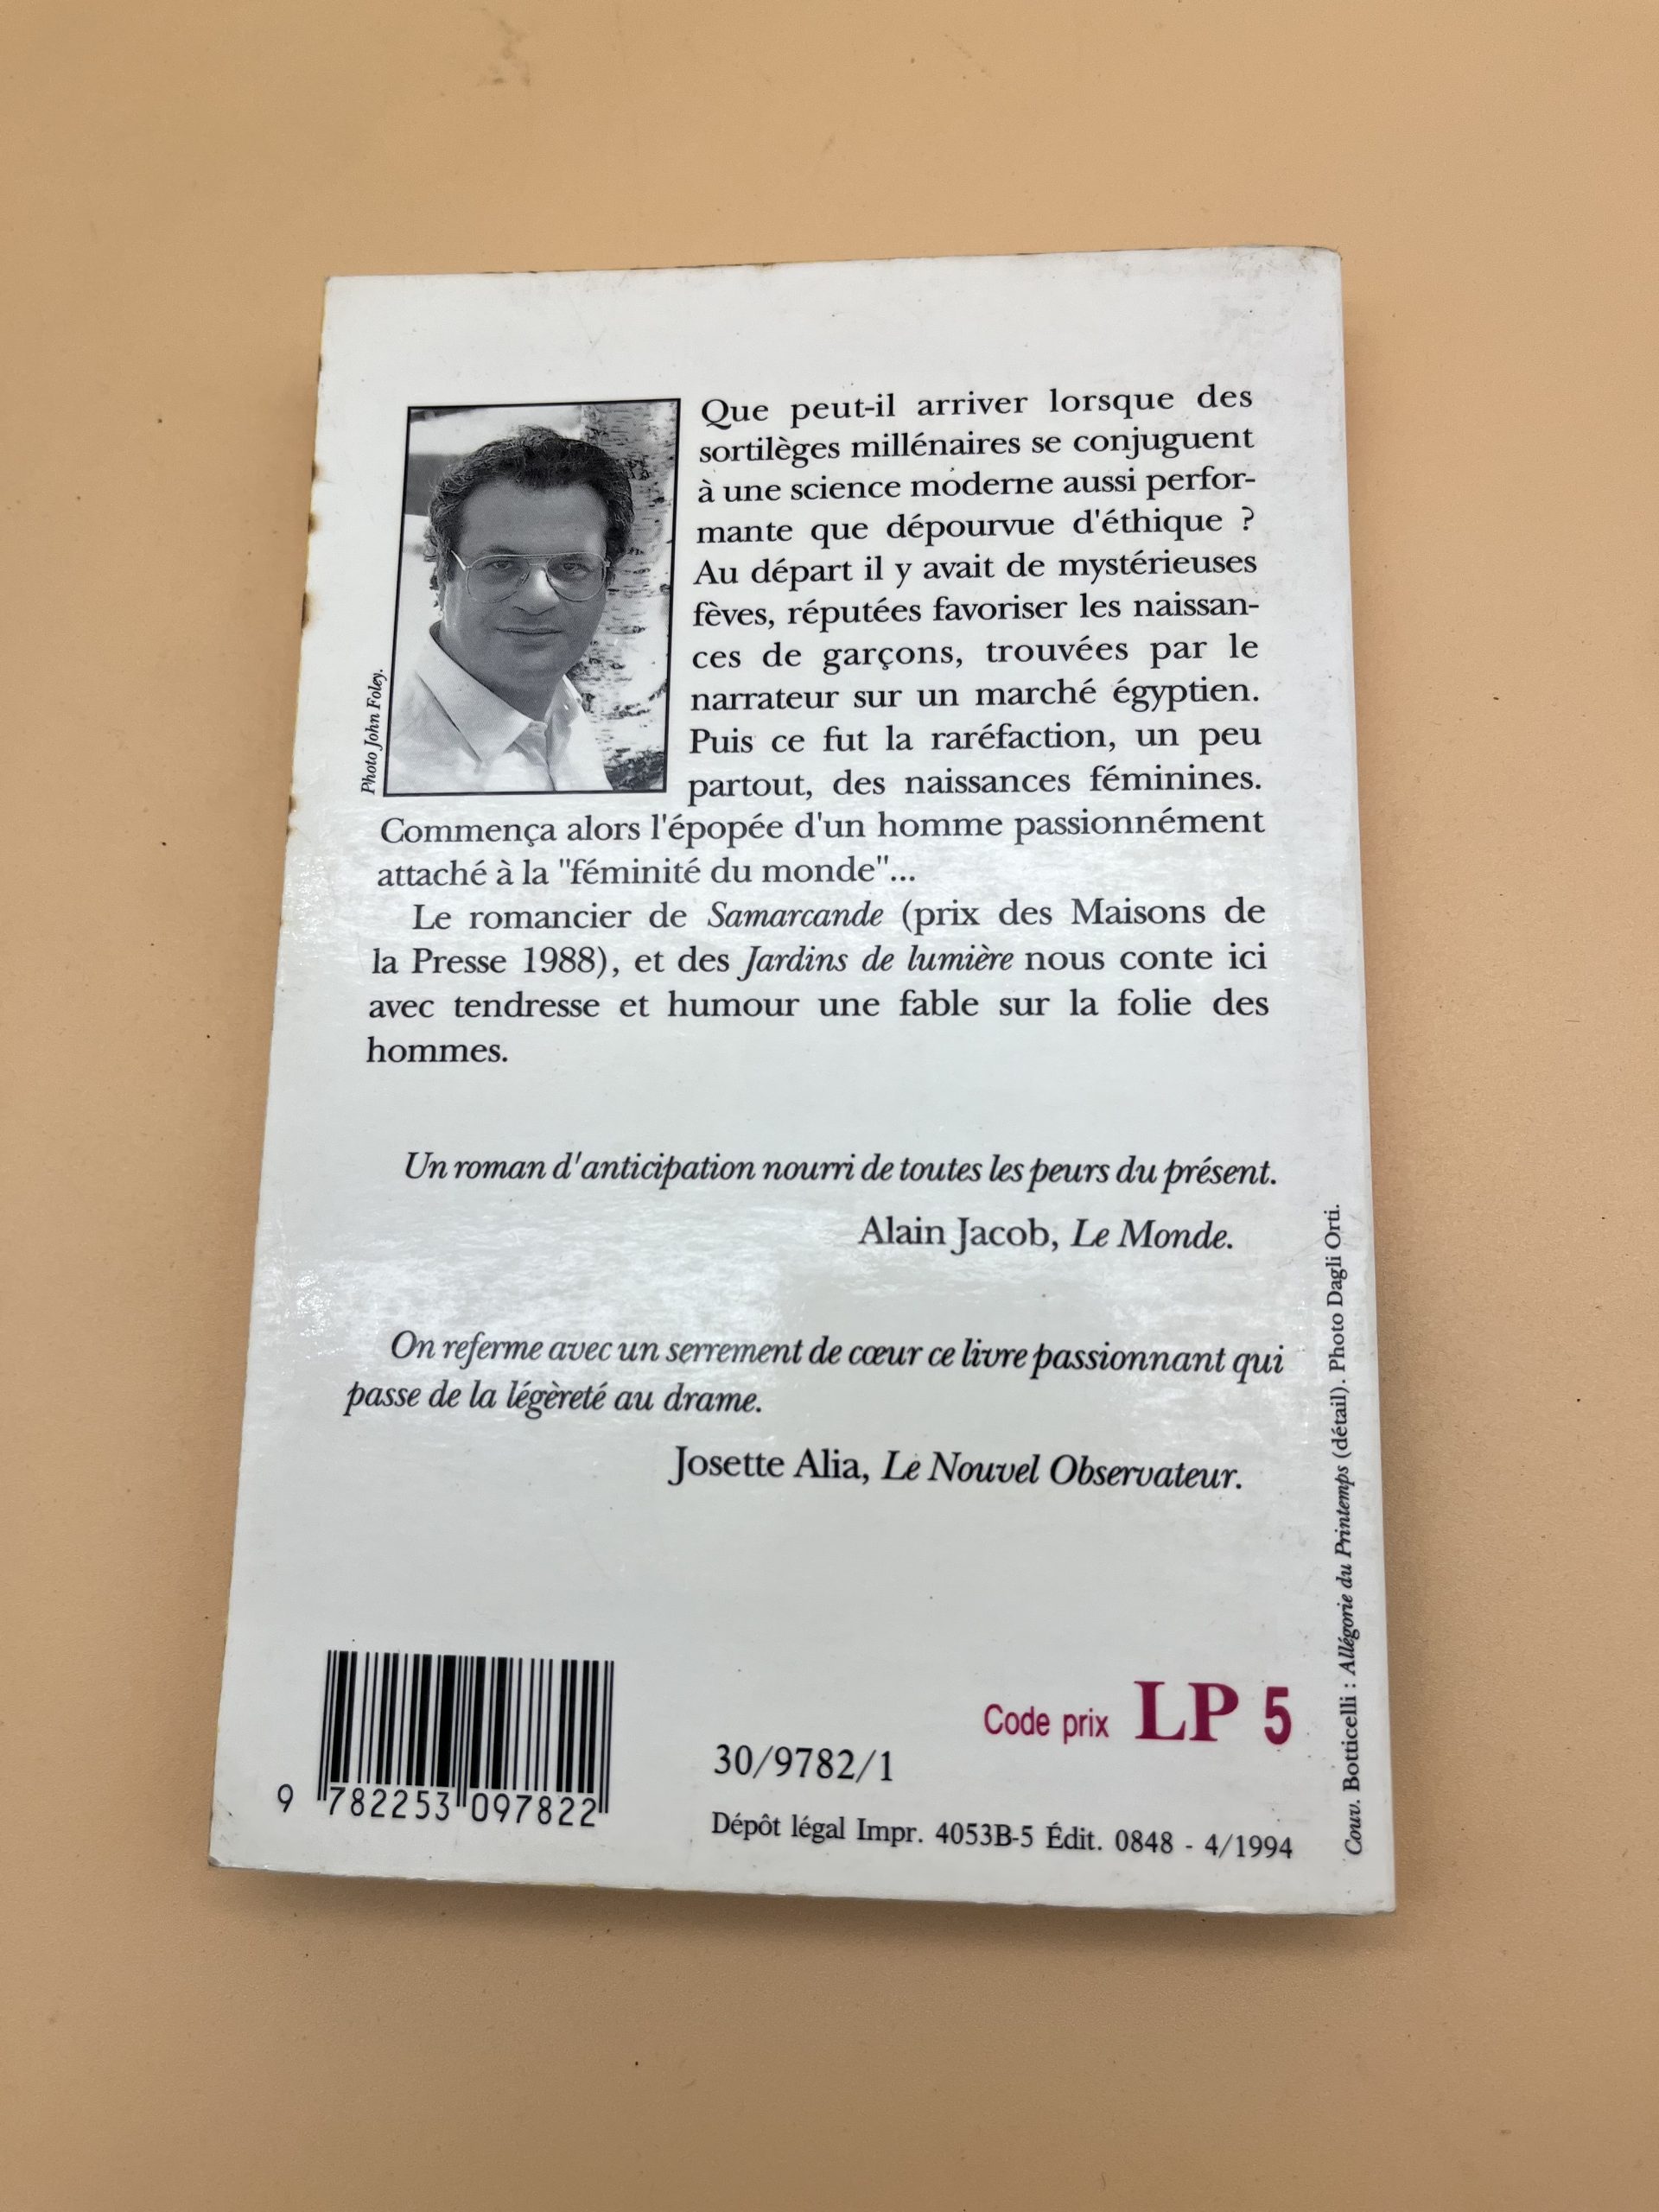 Que peut-il arriver lorsque des
sortilèges millénaires se conjuguent
à une science moderne aussi perfor-
mante que dépourvue d'éthique ?
Au départ il y avait de mystérieuses
fèves, réputées favoriser les naissan-
ces de garçons, trouvées par le
narrateur sur un marché égyptien.
Puis ce fut la raréfaction, un peu
partout, des naissances féminines.
Commença alors l'épopée d'un homme passionnément
attaché à la "féminité du monde"...
Le romancier de Samarcande (prix des Maisons de
la Presse 1988), et des Jardins de lumière nous conte ici
avec tendresse et humour une fable sur la folie des
hommes.
Photo John Foley.
Un roman d'anticipation nourri de toutes les peurs du présent.
Alain Jacob, Le Monde.
On referme avec un serrement de cœur ce livre passionnant qui
passe de la légèreté au drame.
Josette Alia, Le Nouvel Observateur.
Couv. Botticelli : Allégorie du Printemps (détail). Photo Dagli Orti.
Code prix LP 5
30/9782/1
9 782253 097822
Dépôt légal Impr. 4053B-5 Édit. 0848 - 4/1994